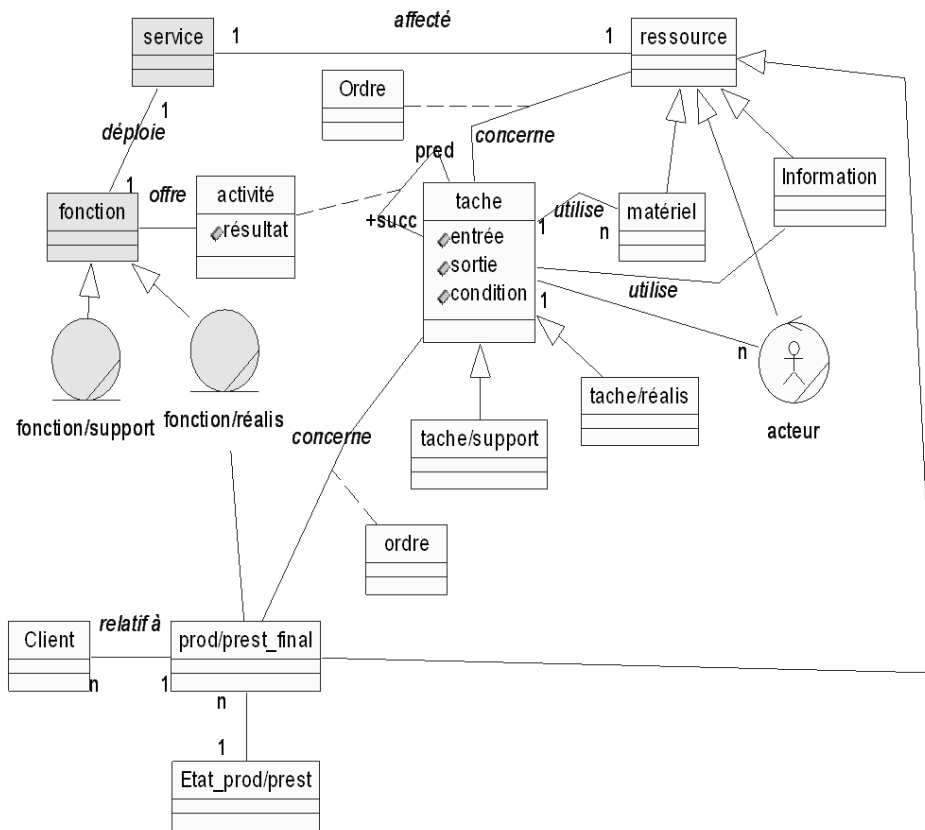 affecté
service
1
1
ressource
Ordre
1
déploie
concerne
pred
1
offre
activité
résultat
fonction
+succ
tache
entrée
sortie
condition
1
utilise
n
matériel
Information
utilise
1
n
acteur
fonction/support
fonction/réalis
concerne
tache/support
tache/réalis
ordre
Client
relatif à
n
1
prod/prest_final
n
1
Etat_prod/prest